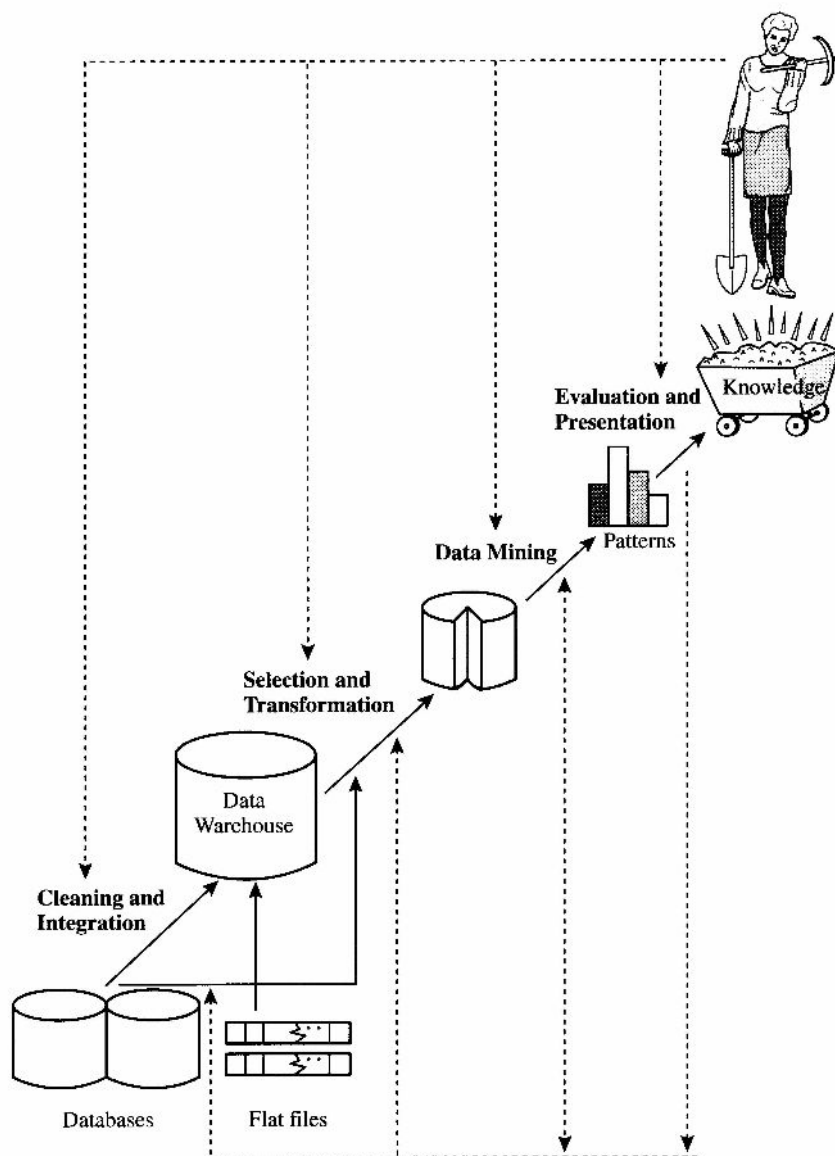 Knowledge
Evaluation and
Presentation
Patterns
Data Mining
Selection and
Transformation
Data
Warehouse
Cleaning and
Integration
Databases
Flat files